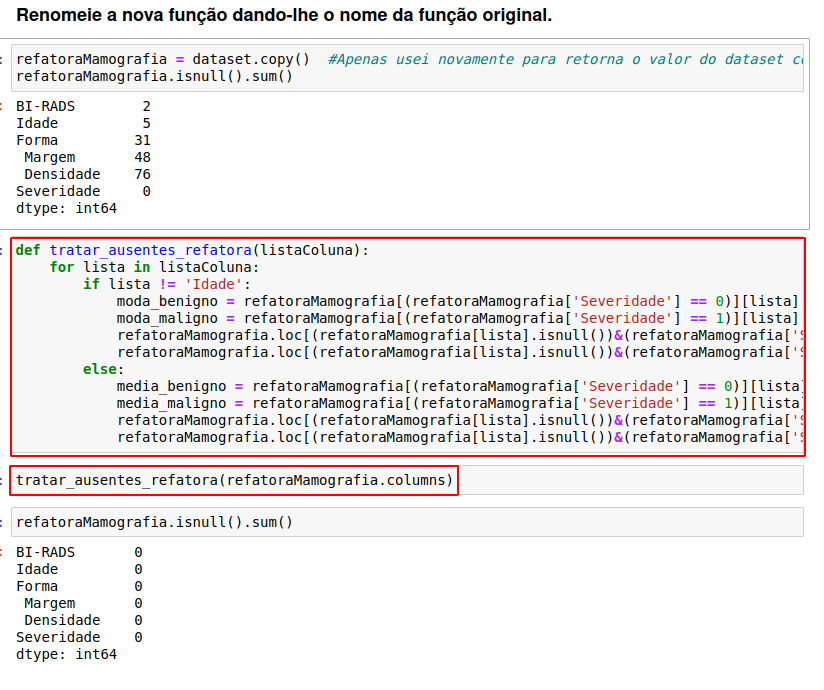 Renomeie a nova função dando-lhe o nome da função original.
refatoraMamografia = dataset.copy()  #Apenas usei novamente para retorna o valor do dataset
refatoraMamografia.isnull().sum()
BI-RADS        2
Idade          5
Forma         31
 Margem       48
 Densidade    76
Severidade     0
dtype: int64
def tratar_ausentes_refatora(listaColuna):
    for lista in listaColuna:
        if lista != 'Idade':
            moda_benigno = refatoraMamografia[(refatoraMamografia['Severidade'] == 0)][lista]
            moda_maligno = refatoraMamografia[(refatoraMamografia['Severidade'] == 1)][lista]
            refatoraMamografia.loc[(refatoraMamografia[lista].isnull())&(refatoraMamografia['S
            refatoraMamografia.loc[(refatoraMamografia[lista].isnull())&(refatoraMamografia['S
        else:
            media_benigno = refatoraMamografia[(refatoraMamografia['Severidade'] == 0)][lista
            media_maligno = refatoraMamografia[(refatoraMamografia['Severidade'] == 1)][lista
            refatoraMamografia.loc[(refatoraMamografia[lista].isnull())&(refatoraMamografia['S
            refatoraMamografia.loc[(refatoraMamografia[lista].isnull())&(refatoraMamografia['S
tratar_ausentes_refatora(refatoraMamografia.columns)
refatoraMamografia.isnull().sum()
BI-RADS       0
Idade         0
Forma         0
 Margem       0
 Densidade    0
Severidade    0
dtype: int64